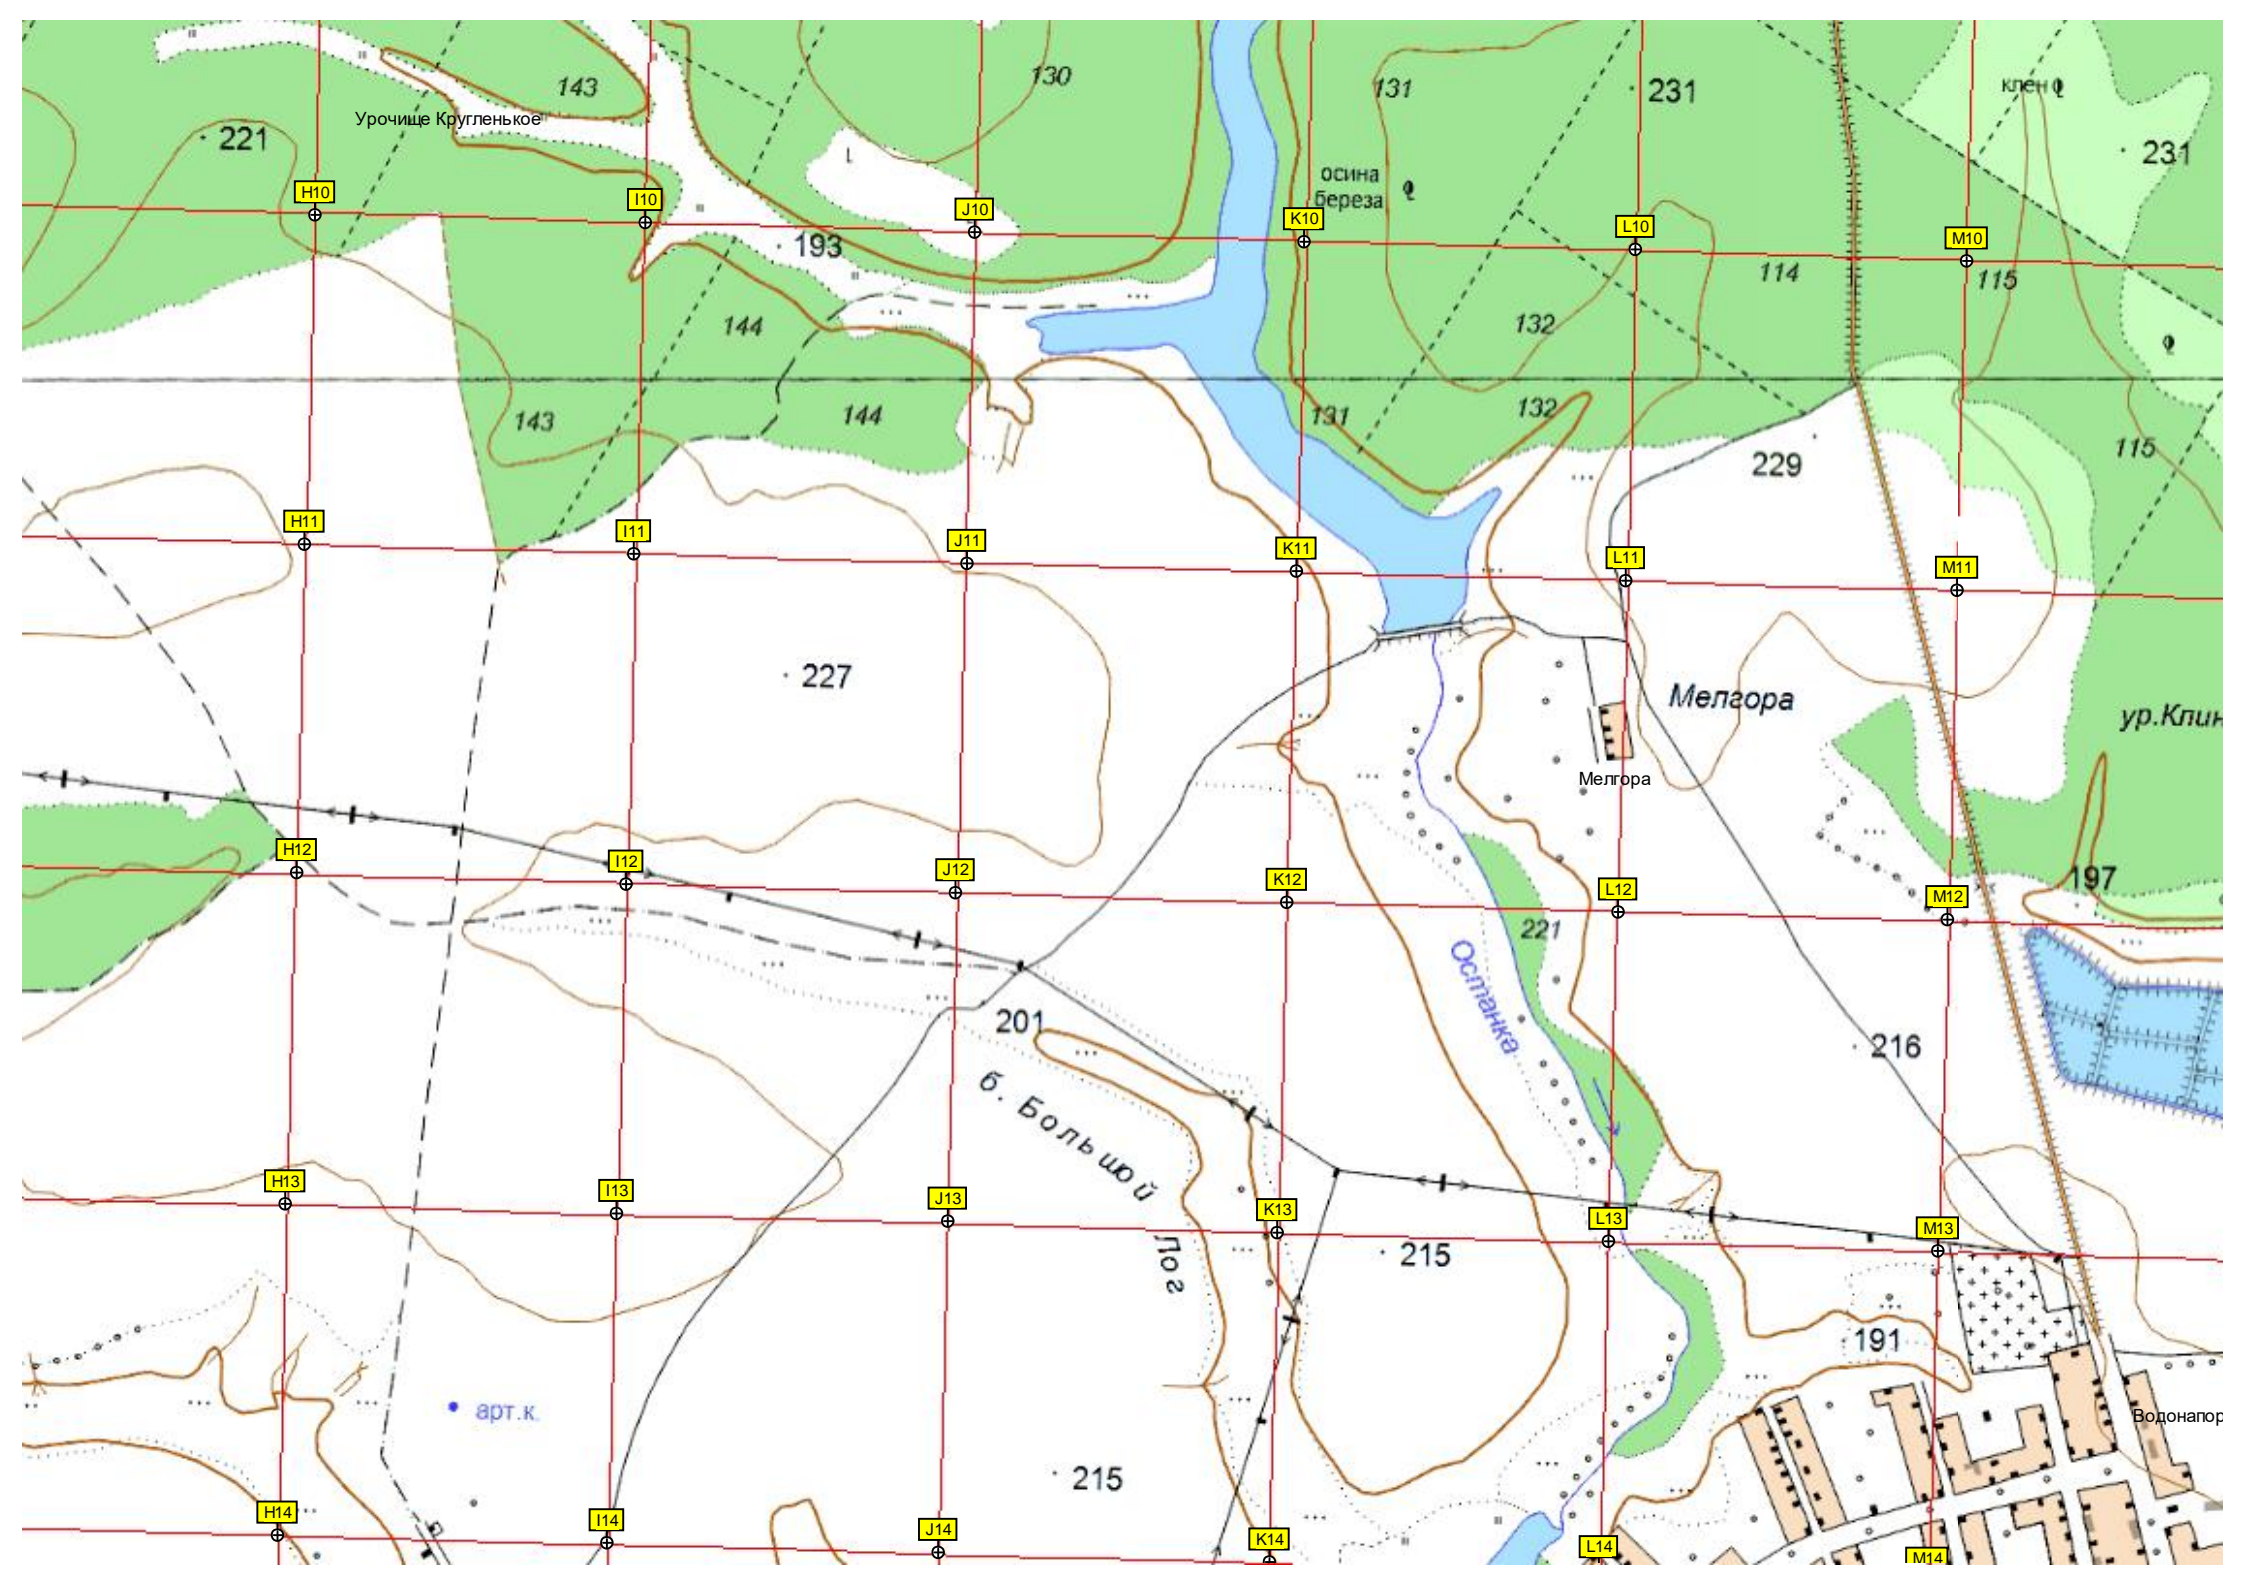 143
130
131
231
клен
Урочище Кругленькое
221
231
осина
береза
H10
I10
J10
K10
L10
M10
193
114
115
144
132
143
144
131
132
229
115
H11
I11
J11
K11
L11
M11
227
Мелгора
ур.Клин
Мелгора
H12
I12
J12
K12
L12
M12
197
221
Останка
201
216
б. Большой Лог
H13
I13
J13
K13
L13
M13
215
191
арт.к.
Водонапор
215
H14
I14
J14
K14
L14
M14